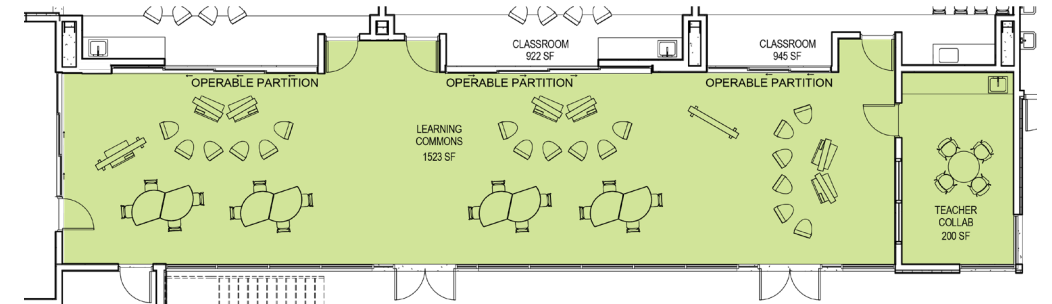 CLASSROOM
922 SF
CLASSROOM
945 SF
OPERABLE PARTITION
OPERABLE PARTITION
OPERABLE PARTITION
LEARNING
COMMONS
1523 SF
TEACHER
COLLAB
200 SF